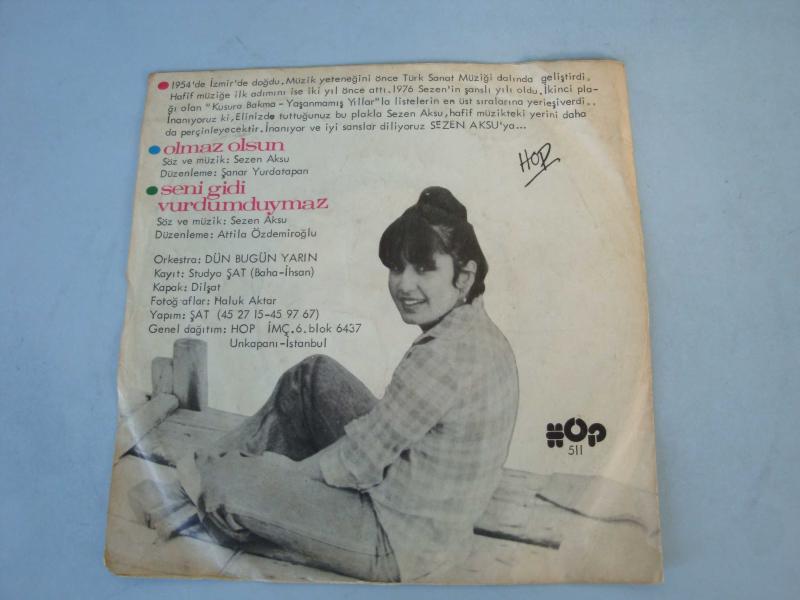 1954'de İzmir'de doğdu. Müzik yeteneğini önce Türk Sanat Müziği dalında geliştirdi.
Hafif müziğe ilk adımını ise iki yıl önce attı. 1976 Sezen'in şanslı yılı oldu. İkinci pla-
ğı olan "Kusura Bakma - Yaşanmamış Yıllar"la listelerin en üst sıralarına yerleşiverdi..
İnanıyoruz ki, Elinizde tuttuğunuz bu plakla Sezen Aksu, hafif müzikteki yerini daha
da perçinleyecektir. İnanıyor ve iyi sanslar diliyoruz SEZEN AKSU'ya...
olmaz olsun
Söz ve müzik: Sezen Aksu
Düzenleme: Şanar Yurdatapan
HOP
seni gidi
vurdumduymaz
Söz ve müzik: Sezen Aksu
Düzenleme: Attila Özdemiroğlu
Orkestra: DÜN BUGÜN YARIN
Kayıt: Studyo ŞAT (Baha-İhsan)
Kapak: Dilşat
Fotoğ aflar: Haluk Aktar
Yapım: ŞAT (45 27 15-45 97 67)
Genel dağıtım: HOP İMÇ. 6. blok 6437
Unkapanı-İstanbul
HOP
511